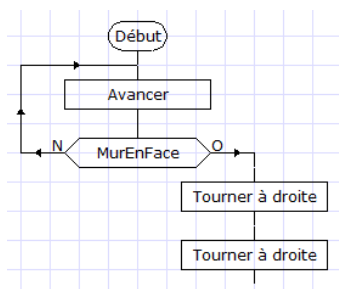 Début
Avancer
N
MurEnFace
O
Tourner à droite
Tourner à droite